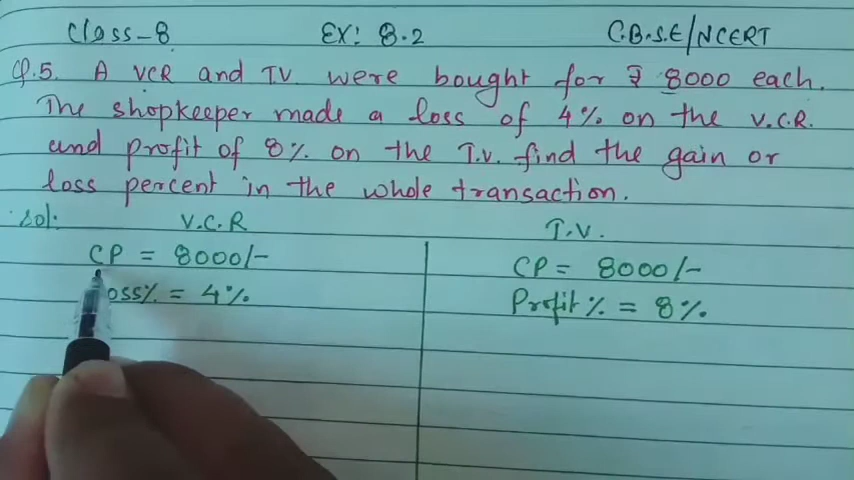 Class-8 EX: 8.2 C.B.S.E/NCERT
Q.5. A VCR and TV were bought for ₹ 8000 each.
The shopkeeper made a loss of 4% on the V.C.R.
and profit of 8% on the T.V. find the gain or
loss percent in the whole transaction.
Sol: V.C.R T.V.
CP = 8000/- CP = 8000/-
oss% = 4% Profit% = 8%